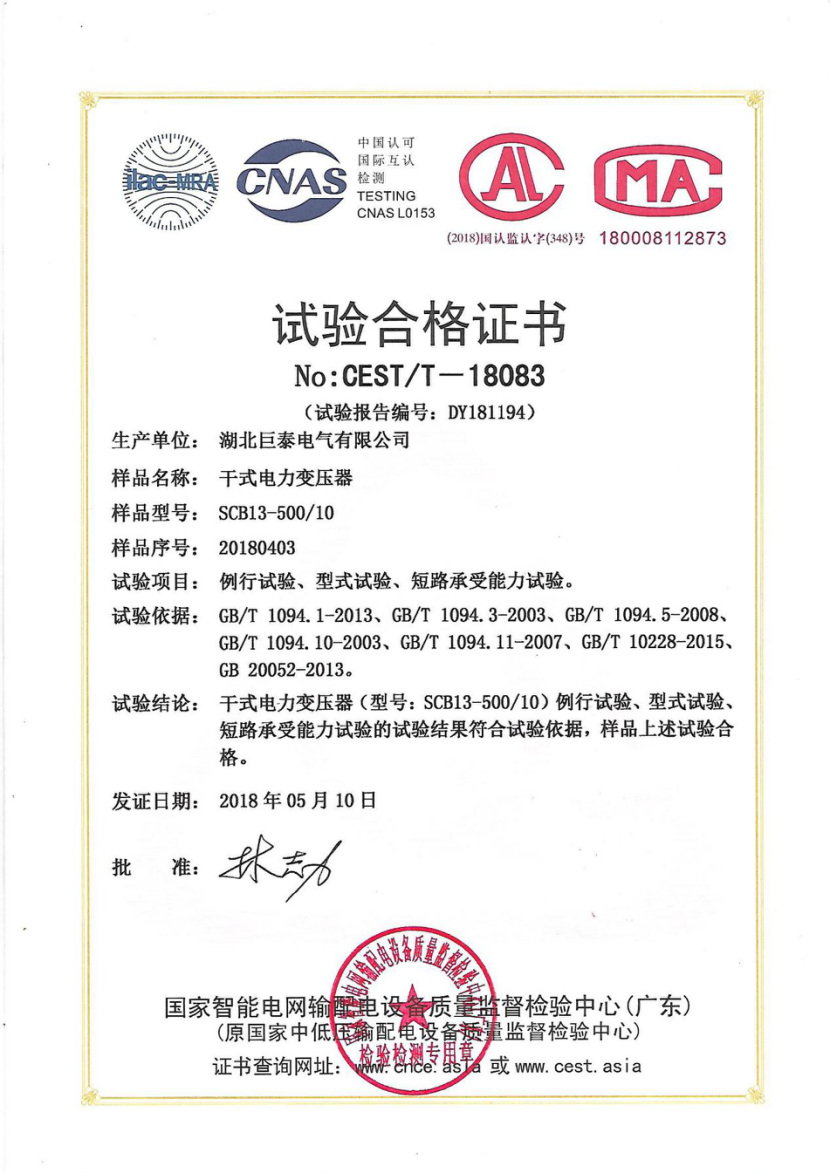 ilac-MRA
CNAS
中国认可
国际互认
检测
TESTING
CNAS L0153
AL
MA
(2018)国认监认字(348)号
180008112873
试验合格证书
No:CEST/T—18083
（试验报告编号：DY181194）
生产单位： 湖北巨泰电气有限公司
样品名称： 干式电力变压器
样品型号： SCB13-500/10
样品序号： 20180403
试验项目： 例行试验、型式试验、短路承受能力试验。
试验依据： GB/T 1094.1-2013、GB/T 1094.3-2003、GB/T 1094.5-2008、
GB/T 1094.10-2003、GB/T 1094.11-2007、GB/T 10228-2015、
GB 20052-2013。
试验结论： 干式电力变压器（型号：SCB13-500/10）例行试验、型式试验、
短路承受能力试验的试验结果符合试验依据，样品上述试验合
格。
发证日期： 2018 年 05 月 10 日
批 准： 林志力
国家智能电网输配电设备质量监督检验中心(广东)
(原国家中低压输配电设备质量监督检验中心)
证书查询网址：www.cnce.asia 或 www.cest.asia
检验检测专用章